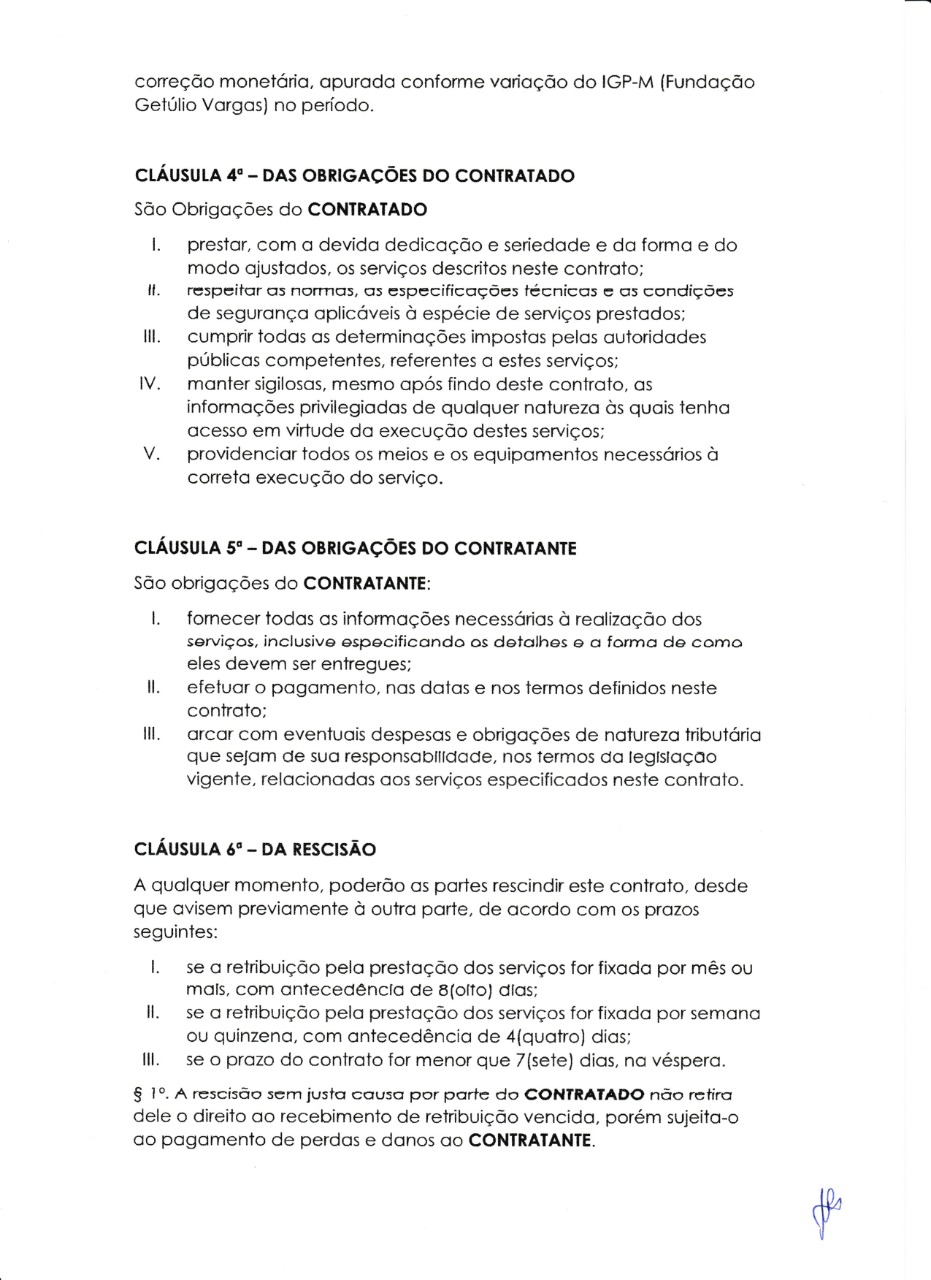 correção monetária, apurada conforme variação do IGP-M (Fundação
Getúlio Vargas) no período.
CLÁUSULA 4ª – DAS OBRIGAÇÕES DO CONTRATADO
São Obrigações do CONTRATADO
I. prestar, com a devida dedicação e seriedade e da forma e do
modo ajustados, os serviços descritos neste contrato;
II. respeitar as normas, as especificações técnicas e as condições
de segurança aplicáveis à espécie de serviços prestados;
III. cumprir todas as determinações impostas pelas autoridades
públicas competentes, referentes a estes serviços;
IV. manter sigilosas, mesmo após findo deste contrato, as
informações privilegiadas de qualquer natureza às quais tenha
acesso em virtude da execução destes serviços;
V. providenciar todos os meios e os equipamentos necessários à
correta execução do serviço.
CLÁUSULA 5ª – DAS OBRIGAÇÕES DO CONTRATANTE
São obrigações do CONTRATANTE:
I. fornecer todas as informações necessárias à realização dos
serviços, inclusive especificando os detalhes e a forma de como
eles devem ser entregues;
II. efetuar o pagamento, nas datas e nos termos definidos neste
contrato;
III. arcar com eventuais despesas e obrigações de natureza tributária
que sejam de sua responsabilidade, nos termos da legislação
vigente, relacionadas aos serviços especificados neste contrato.
CLÁUSULA 6ª – DA RESCISÃO
A qualquer momento, poderão as partes rescindir este contrato, desde
que avisem previamente à outra parte, de acordo com os prazos
seguintes:
I. se a retribuição pela prestação dos serviços for fixada por mês ou
mais, com antecedência de 8(oito) dias;
II. se a retribuição pela prestação dos serviços for fixada por semana
ou quinzena, com antecedência de 4(quatro) dias;
III. se o prazo do contrato for menor que 7(sete) dias, na véspera.
§ 1º. A rescisão sem justa causa por parte do CONTRATADO não retira
dele o direito ao recebimento de retribuição vencida, porém sujeita-o
ao pagamento de perdas e danos ao CONTRATANTE.